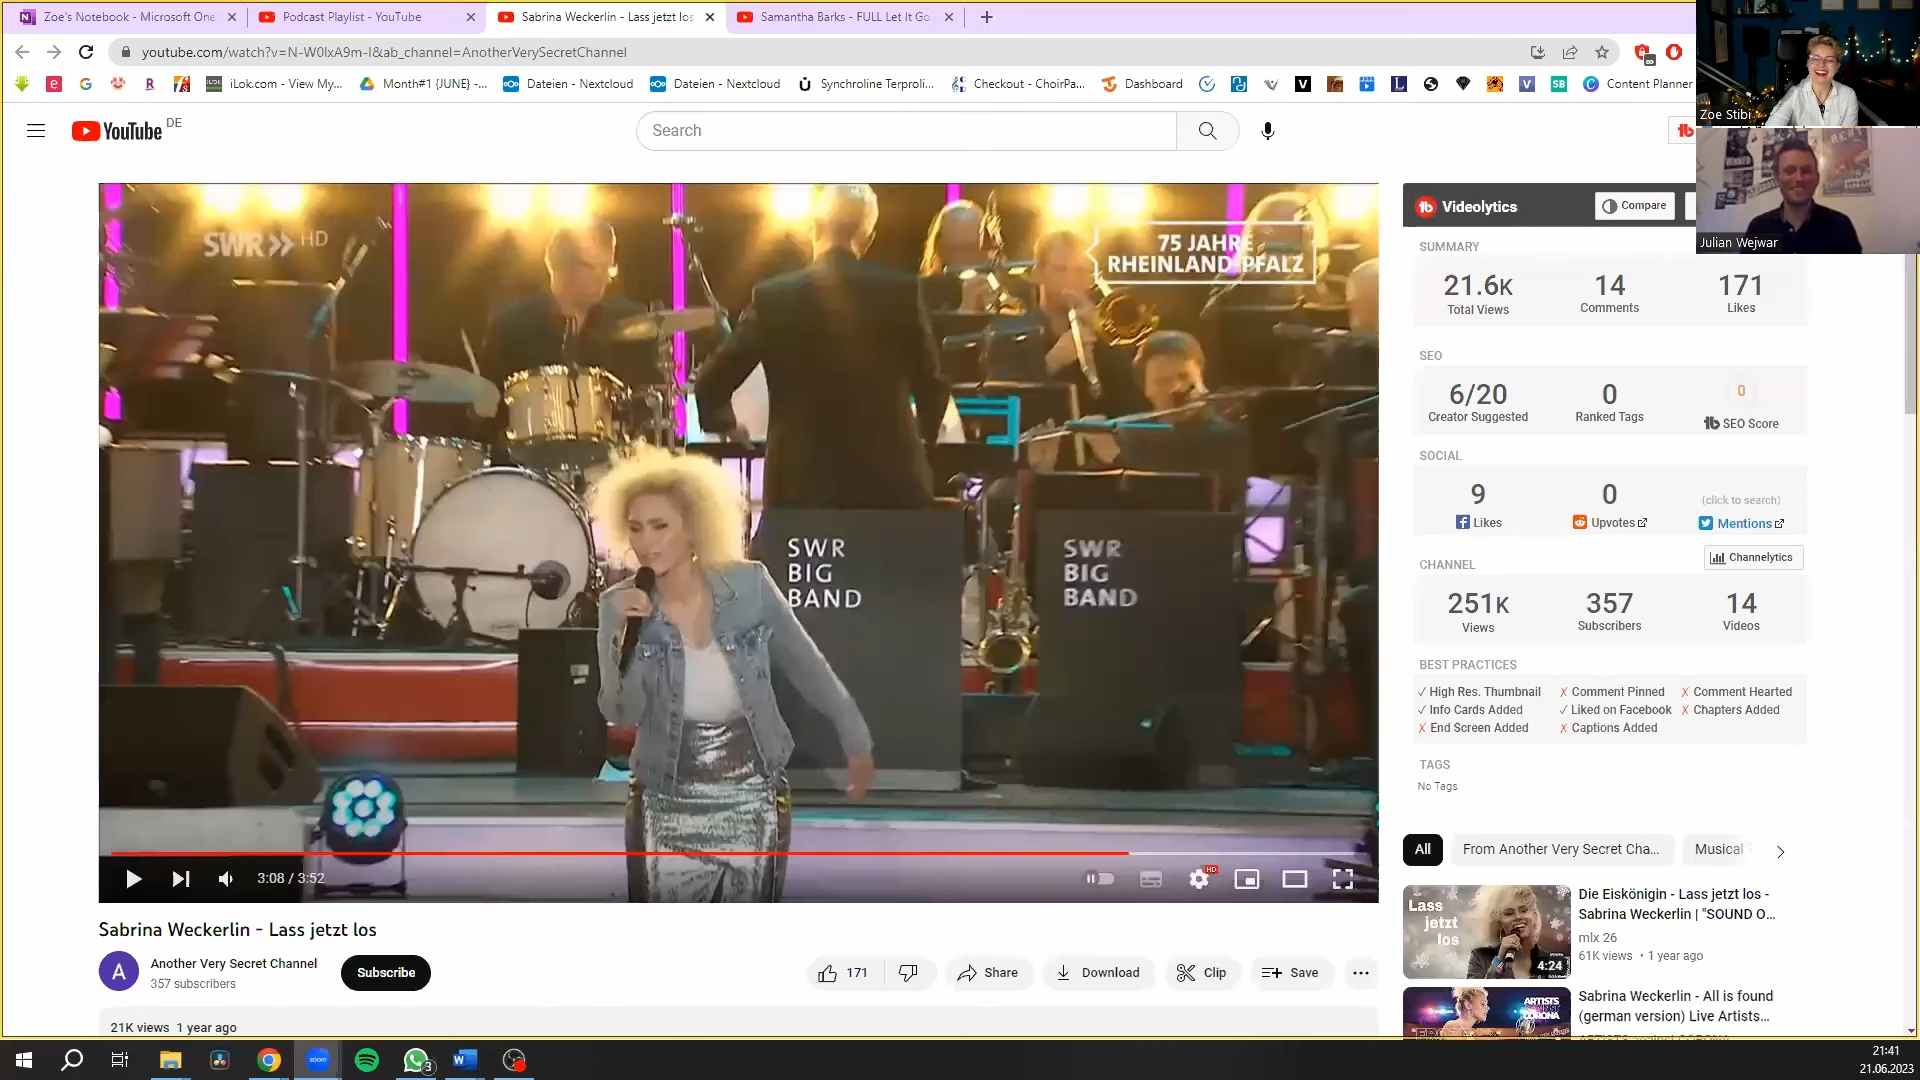 Zoe's Notebook - Microsoft One
Podcast Playlist - YouTube
Sabrina Weckerlin - Lass jetzt los
Samantha Barks - FULL Let It Go
youtube.com/watch?v=N-W0lxA9m-I&ab_channel=AnotherVerySecretChannel
iLok.com - View My...
Month#1 {JUNE} -...
Dateien - Nextcloud
Dateien - Nextcloud
Synchroline Terproli...
Checkout - ChoirPa...
Dashboard
Content Planner
Zoe Stibi
YouTube DE
Search
Julian Wejwar
SWR HD
75 JAHRE
RHEINLAND-PFALZ
SWR
BIG
BAND
SWR
BIG
BAND
3:08 / 3:52
HD
Sabrina Weckerlin - Lass jetzt los
A
Another Very Secret Channel
357 subscribers
Subscribe
171
Share
Download
Clip
Save
21K views 1 year ago
Videolytics
Compare
SUMMARY
21.6K
Total Views
14
Comments
171
Likes
SEO
6/20
Creator Suggested
0
Ranked Tags
0
SEO Score
SOCIAL
9
Likes
0
Upvotes
(click to search)
Mentions
CHANNEL
Channelytics
251K
Views
357
Subscribers
14
Videos
BEST PRACTICES
✓ High Res. Thumbnail
✗ Comment Pinned
✗ Comment Hearted
✓ Info Cards Added
✓ Liked on Facebook
✗ Chapters Added
✗ End Screen Added
✗ Captions Added
TAGS
No Tags
All
From Another Very Secret Cha...
Musical
Lass
jetzt
los
4:24
Die Eiskönigin - Lass jetzt los -
Sabrina Weckerlin | "SOUND O...
mlx 26
61K views • 1 year ago
ARTISTS
Sabrina Weckerlin - All is found
(german version) Live Artists...
3
21:41
21.06.2023